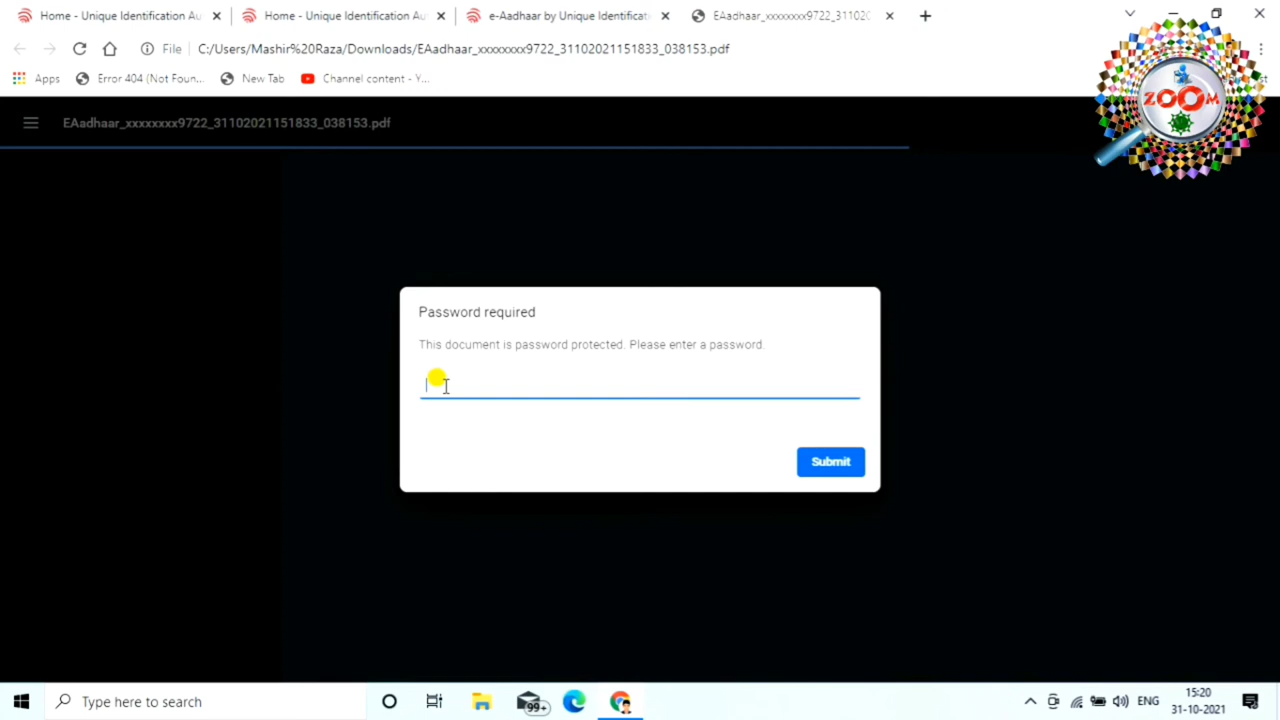 Home - Unique Identification Au
Home - Unique Identification Aut
e-Aadhaar by Unique Identificati
EAadhaar_xxxxxxxx9722_311020
File
C:/Users/Mashir%20Raza/Downloads/EAadhaar_xxxxxxxx9722_31102021151833_038153.pdf
Apps
Error 404 (Not Foun...
New Tab
Channel content - Y...
ZOOM
EAadhaar_xxxxxxxx9722_31102021151833_038153.pdf
Password required
This document is password protected. Please enter a password.
Submit
Type here to search
99+
ENG
15:20
31-10-2021